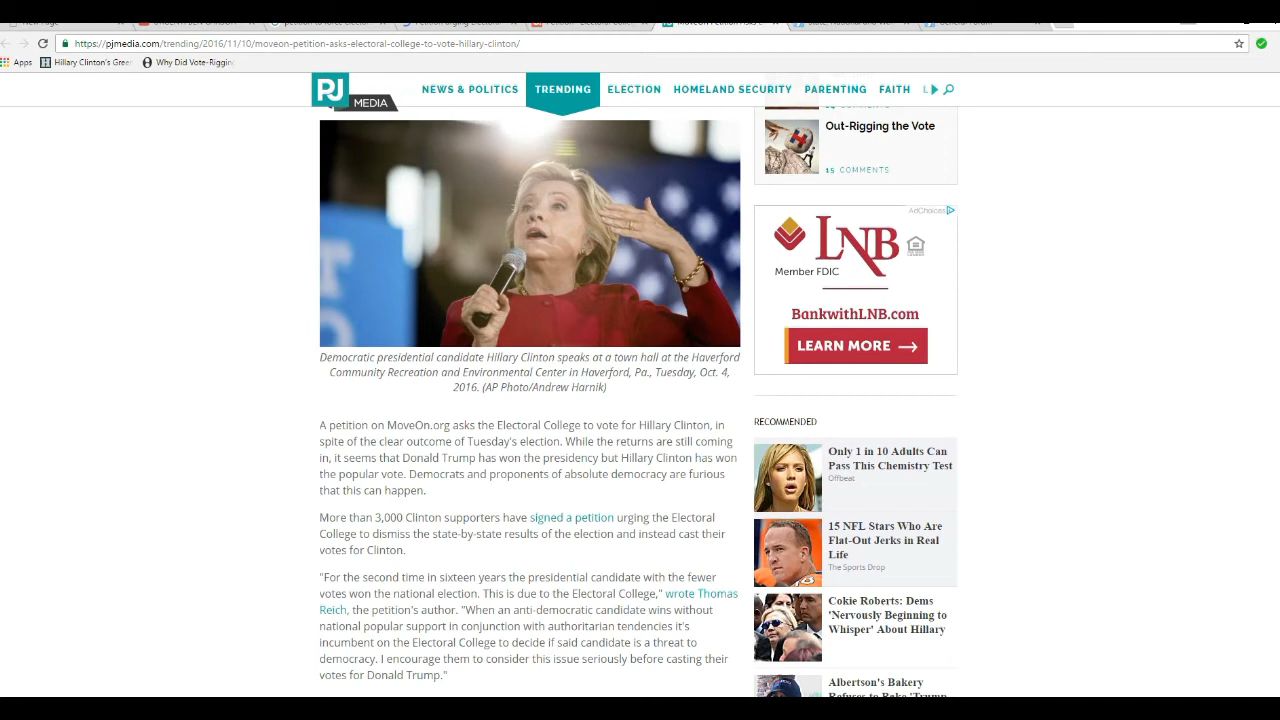 https://pjmedia.com/trending/2016/11/10/moveon-petition-asks-electoral-college-to-vote-hillary-clinton/
Apps
Hillary Clinton's Gree
Why Did Vote-Riggin
PJ
MEDIA
NEWS & POLITICS
TRENDING
ELECTION
HOMELAND SECURITY
PARENTING
FAITH
Democratic presidential candidate Hillary Clinton speaks at a town hall at the Haverford
Community Recreation and Environmental Center in Haverford, Pa., Tuesday, Oct. 4,
2016. (AP Photo/Andrew Harnik)
A petition on MoveOn.org asks the Electoral College to vote for Hillary Clinton, in
spite of the clear outcome of Tuesday's election. While the returns are still coming
in, it seems that Donald Trump has won the presidency but Hillary Clinton has won
the popular vote. Democrats and proponents of absolute democracy are furious
that this can happen.
More than 3,000 Clinton supporters have signed a petition urging the Electoral
College to dismiss the state-by-state results of the election and instead cast their
votes for Clinton.
"For the second time in sixteen years the presidential candidate with the fewer
votes won the national election. This is due to the Electoral College," wrote Thomas
Reich, the petition's author. "When an anti-democratic candidate wins without
national popular support in conjunction with authoritarian tendencies it's
incumbent on the Electoral College to decide if said candidate is a threat to
democracy. I encourage them to consider this issue seriously before casting their
votes for Donald Trump."
Out-Rigging the Vote
15 COMMENTS
AdChoices
LNB
Member FDIC
BankwithLNB.com
LEARN MORE →
RECOMMENDED
Only 1 in 10 Adults Can
Pass This Chemistry Test
Offbeat
15 NFL Stars Who Are
Flat-Out Jerks in Real
Life
The Sports Drop
Cokie Roberts: Dems
'Nervously Beginning to
Whisper' About Hillary
Albertson's Bakery
Refuses to Bake 'Trump